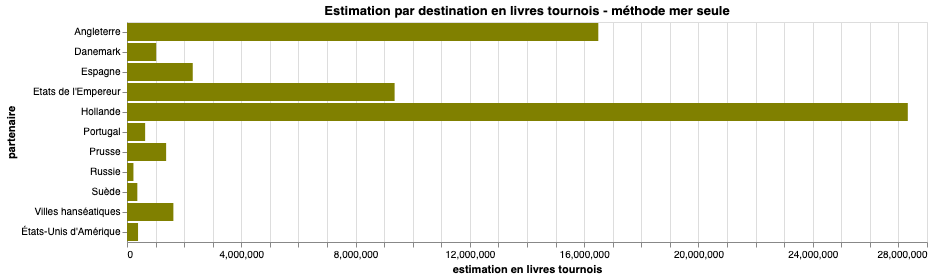 Estimation par destination en livres tournois - méthode mer seule
partenaire
Angleterre
Danemark
Espagne
Etats de l'Empereur
Hollande
Portugal
Prusse
Russie
Suède
Villes hanséatiques
États-Unis d'Amérique
0 4,000,000 8,000,000 12,000,000 16,000,000 20,000,000 24,000,000 28,000,000
estimation en livres tournois